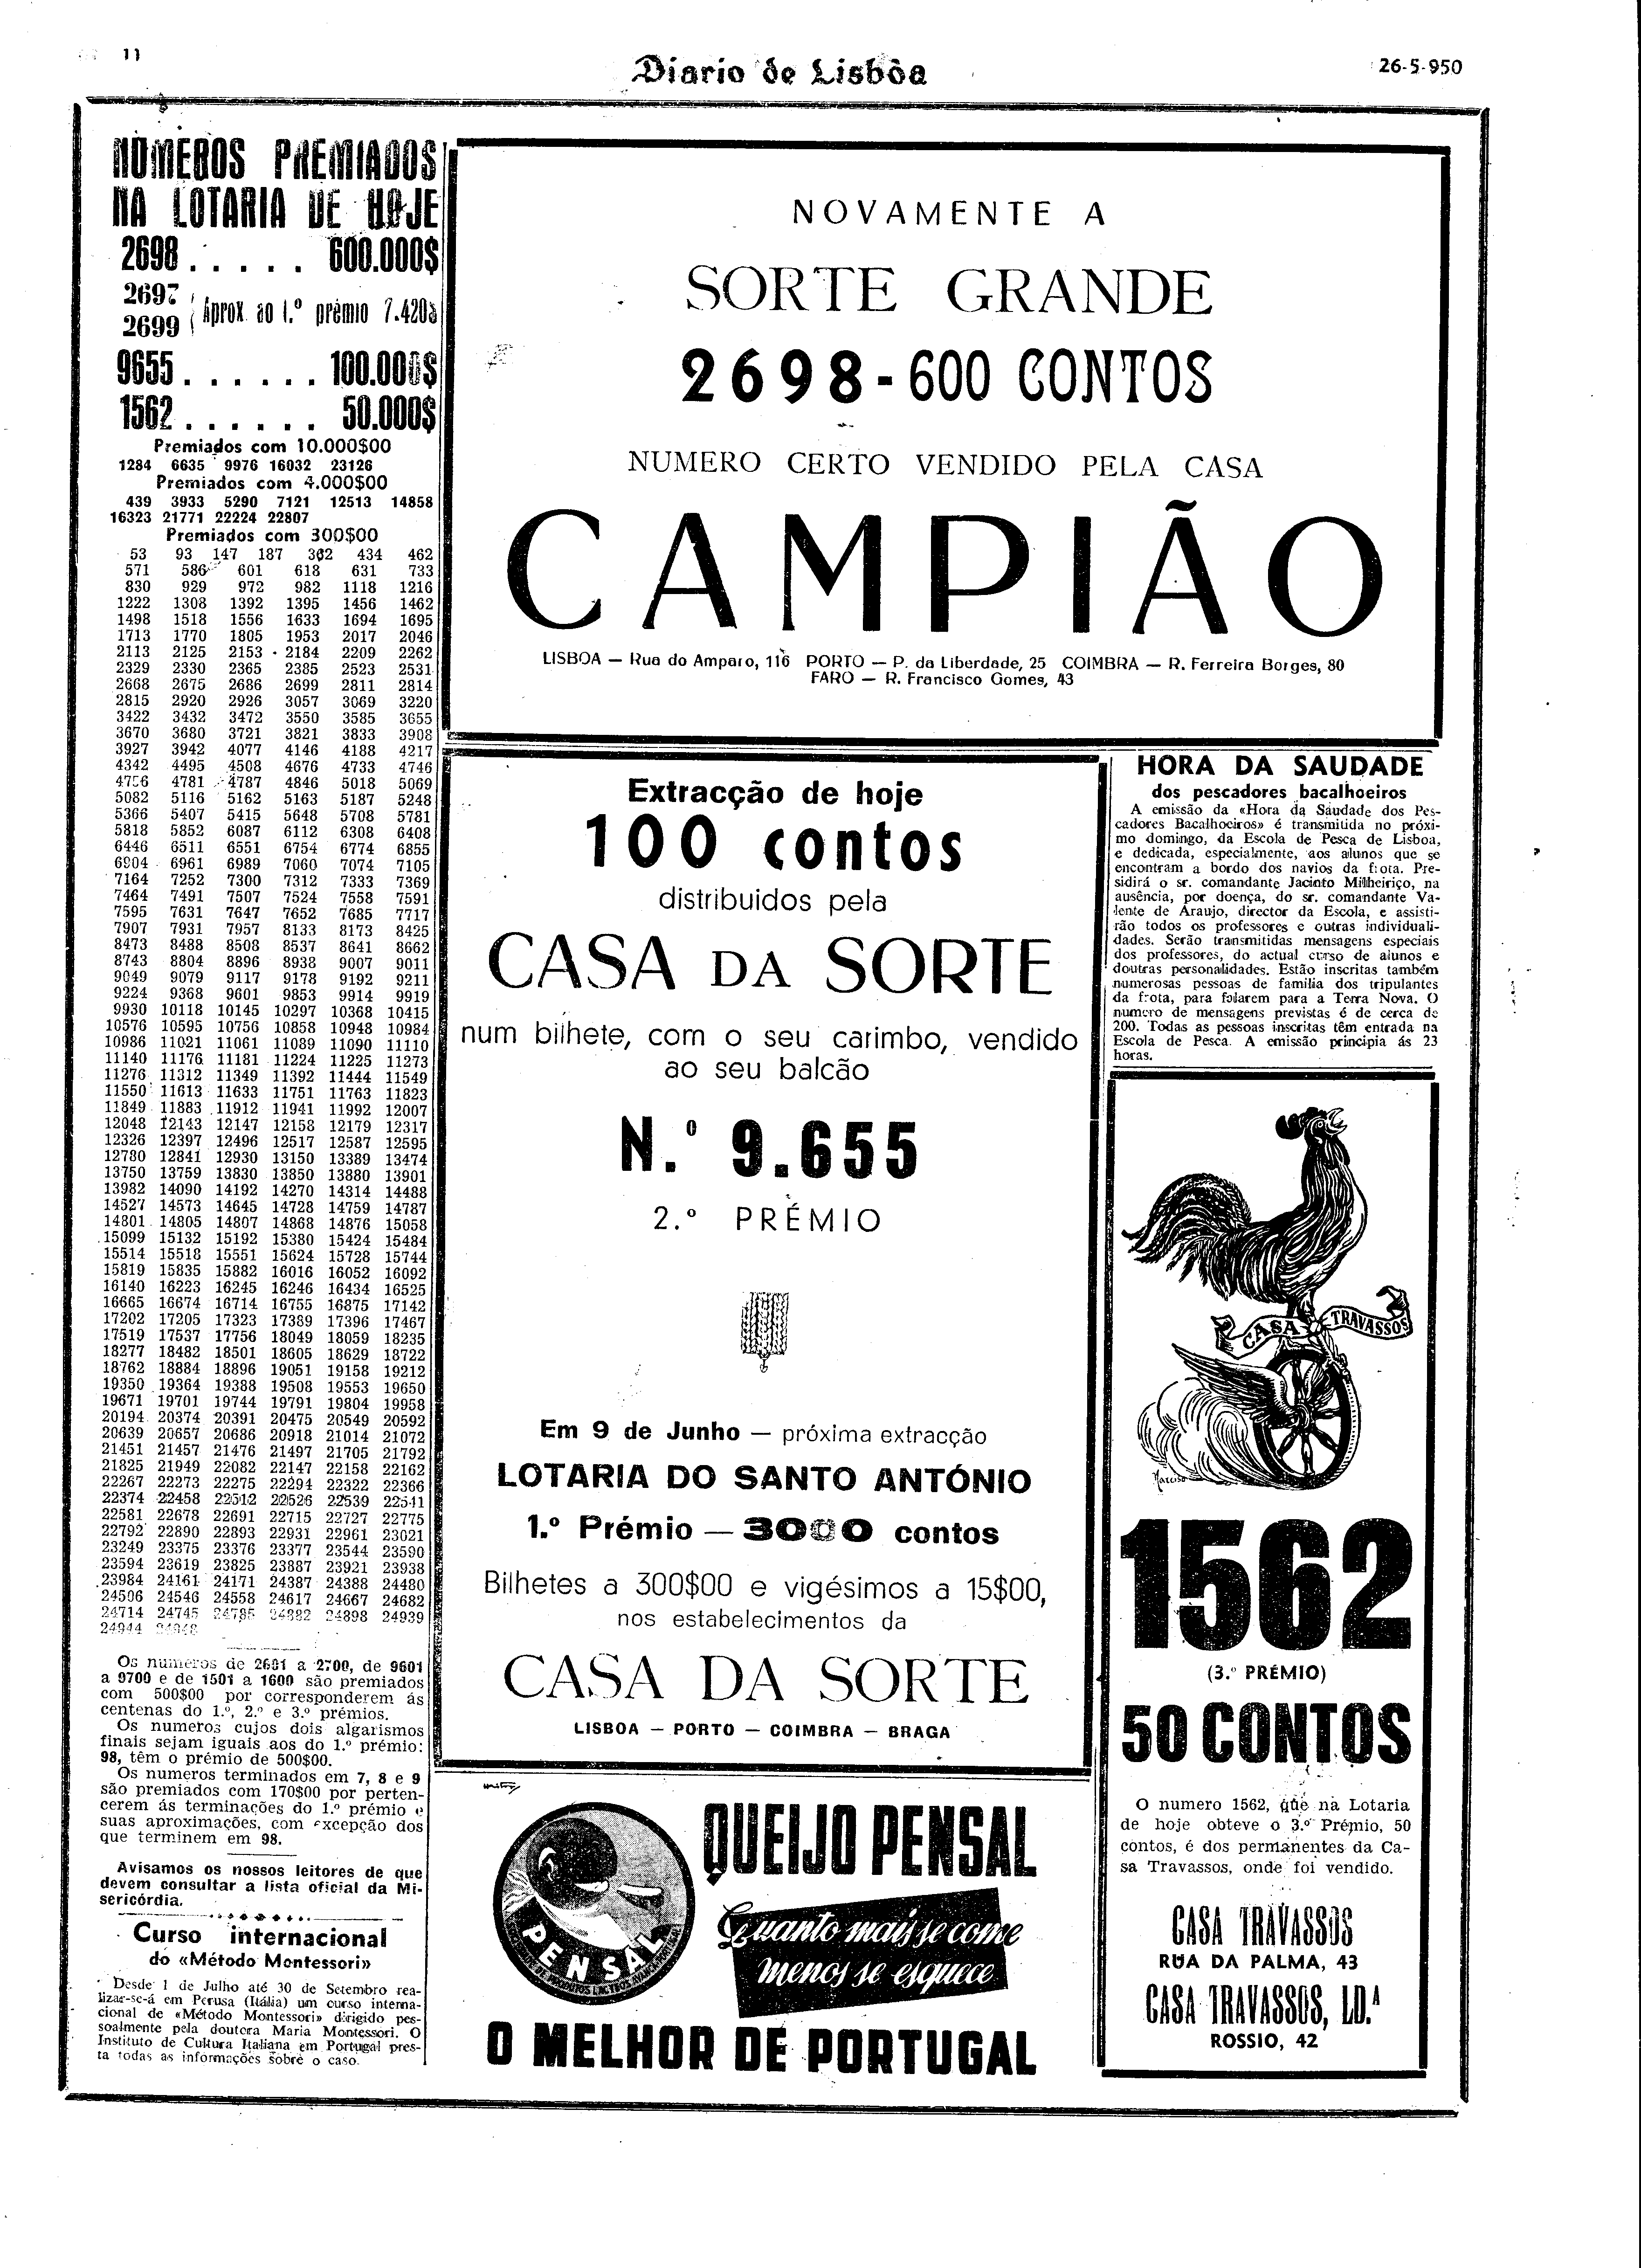 11
Diario de Lisbôa
26-5-950
NÚMEROS PREMIADOS
NA LOTARIA DE HOJE
2698 . . . . . 600.000$
2697
2699
Aprox. ao 1.º prémio 7.420$
9655 . . . . . . 100.000$
1562 . . . . . . 50.000$
Premiados com 10.000$00
1284 6635 9976 16032 23126
Premiados com 4.000$00
439 3933 5290 7121 12513 14858
16323 21771 22224 22807
Premiados com 300$00
53 93 147 187 302 434 462
571 586 601 618 631 733
830 929 972 982 1118 1216
1222 1308 1392 1395 1456 1462
1498 1518 1556 1633 1694 1695
1713 1770 1805 1953 2017 2046
2113 2125 2153 2184 2209 2262
2329 2330 2365 2385 2523 2531
2668 2675 2686 2699 2811 2814
2815 2920 2926 3057 3069 3220
3422 3432 3472 3550 3585 3655
3670 3680 3721 3821 3833 3908
3927 3942 4077 4146 4188 4217
4342 4495 4508 4676 4733 4746
4756 4781 4787 4846 5018 5069
5082 5116 5162 5163 5187 5248
5366 5407 5415 5648 5708 5781
5818 5852 6087 6112 6308 6408
6446 6511 6551 6754 6774 6855
6904 6961 6989 7060 7074 7105
7164 7252 7300 7312 7333 7369
7464 7491 7507 7524 7558 7591
7595 7631 7647 7652 7685 7717
7907 7931 7957 8133 8173 8425
8473 8488 8508 8537 8641 8662
8743 8804 8896 8938 9007 9011
9049 9079 9117 9178 9192 9211
9224 9368 9601 9853 9914 9919
9930 10118 10145 10297 10368 10415
10576 10595 10756 10858 10948 10984
10986 11021 11061 11089 11090 11110
11140 11176 11181 11224 11225 11273
11276 11312 11349 11392 11444 11549
11550 11613 11633 11751 11763 11823
11849 11883 11912 11941 11992 12007
12048 12143 12147 12158 12179 12317
12326 12397 12496 12517 12587 12595
12780 12841 12930 13150 13389 13474
13750 13759 13830 13850 13880 13901
13982 14090 14192 14270 14314 14488
14527 14573 14645 14728 14759 14787
14801 14805 14807 14868 14876 15058
15099 15132 15192 15380 15424 15484
15514 15518 15551 15624 15728 15744
15819 15835 15882 16016 16052 16092
16140 16223 16245 16246 16434 16525
16665 16674 16714 16755 16875 17142
17202 17205 17323 17389 17396 17467
17519 17537 17756 18049 18059 18235
18277 18482 18501 18605 18629 18722
18762 18884 18896 19051 19158 19212
19350 19364 19388 19508 19553 19650
19671 19701 19744 19791 19804 19958
20194 20374 20391 20475 20549 20592
20639 20657 20686 20918 21014 21072
21451 21457 21476 21497 21705 21792
21825 21949 22082 22147 22158 22162
22267 22273 22275 22294 22322 22366
22374 22458 22512 22526 22539 22541
22581 22678 22691 22715 22727 22775
22792 22890 22893 22931 22961 23021
23249 23375 23376 23377 23544 23590
23594 23619 23825 23887 23921 23938
23984 24161 24171 24387 24388 24480
24506 24546 24558 24617 24667 24682
24714 24745 24785 24882 24898 24939
24944
Os numeros de 2601 a 2700, de 9601
a 9700 e de 1501 a 1600 são premiados
com 500$00 por corresponderem ás
centenas do 1.º, 2.º e 3.º prémios.
Os numeros cujos dois algarismos
finais sejam iguais aos do 1.º prémio:
98, têm o prémio de 500$00.
Os numeros terminados em 7, 8 e 9
são premiados com 170$00 por perten-
cerem ás terminações do 1.º prémio e
suas aproximações, com excepção dos
que terminem em 98.
Avisamos os nossos leitores de que
devem consultar a lista oficial da Mi-
sericórdia.
Curso internacional
do «Método Montessori»
Desde 1 de Julho até 30 de Setembro rea-
lizar-se-á em Perusa (Itália) um curso interna-
cional de «Método Montessori» dirigido pes-
soalmente pela doutora Maria Montessori. O
Instituto de Cultura Italiana em Portugal pres-
ta todas as informações sobre o caso.
NOVAMENTE A
SORTE GRANDE
2698-600 CONTOS
NUMERO CERTO VENDIDO PELA CASA
CAMPIÃO
LISBOA — Rua do Amparo, 116 PORTO — P. da Liberdade, 25 COIMBRA — R. Ferreira Borges, 80
FARO — R. Francisco Gomes, 43
Extracção de hoje
100 contos
distribuidos pela
CASA DA SORTE
num bilhete, com o seu carimbo, vendido
ao seu balcão
N.º 9.655
2.º PRÉMIO
Em 9 de Junho — próxima extracção
LOTARIA DO SANTO ANTÓNIO
1.º Prémio — 3000 contos
Bilhetes a 300$00 e vigésimos a 15$00,
nos estabelecimentos da
CASA DA SORTE
LISBOA — PORTO — COIMBRA — BRAGA
PENSAL
QUEIJO PENSAL
Quanto mais se come
menos se esquece
O MELHOR DE PORTUGAL
HORA DA SAUDADE
dos pescadores bacalhoeiros
A emissão da «Hora da Saudade dos Pes-
cadores Bacalhoeiros» é transmitida no próxi-
mo domingo, da Escola de Pesca de Lisboa,
e dedicada, especialmente, aos alunos que se
encontram a bordo dos navios da frota. Pre-
sidirá o sr. comandante Jacinto Milheiriço, na
ausência, por doença, do sr. comandante Va-
lente de Araujo, director da Escola, e assisti-
rão todos os professores e outras individuali-
dades. Serão transmitidas mensagens especiais
dos professores, do actual curso de alunos e
doutras personalidades. Estão inscritas também
numerosas pessoas de familia dos tripulantes
da frota, para falarem para a Terra Nova. O
numero de mensagens previstas é de cerca de
200. Todas as pessoas inscritas têm entrada na
Escola de Pesca. A emissão principia ás 23
horas.
CASA TRAVASSOS
Narciso
1562
(3.º PRÉMIO)
50 CONTOS
O numero 1562, que na Lotaria
de hoje obteve o 3.º Prémio, 50
contos, é dos permanentes da Ca-
sa Travassos, onde foi vendido.
CASA TRAVASSOS
RUA DA PALMA, 43
CASA TRAVASSOS, LD.ª
ROSSIO, 42